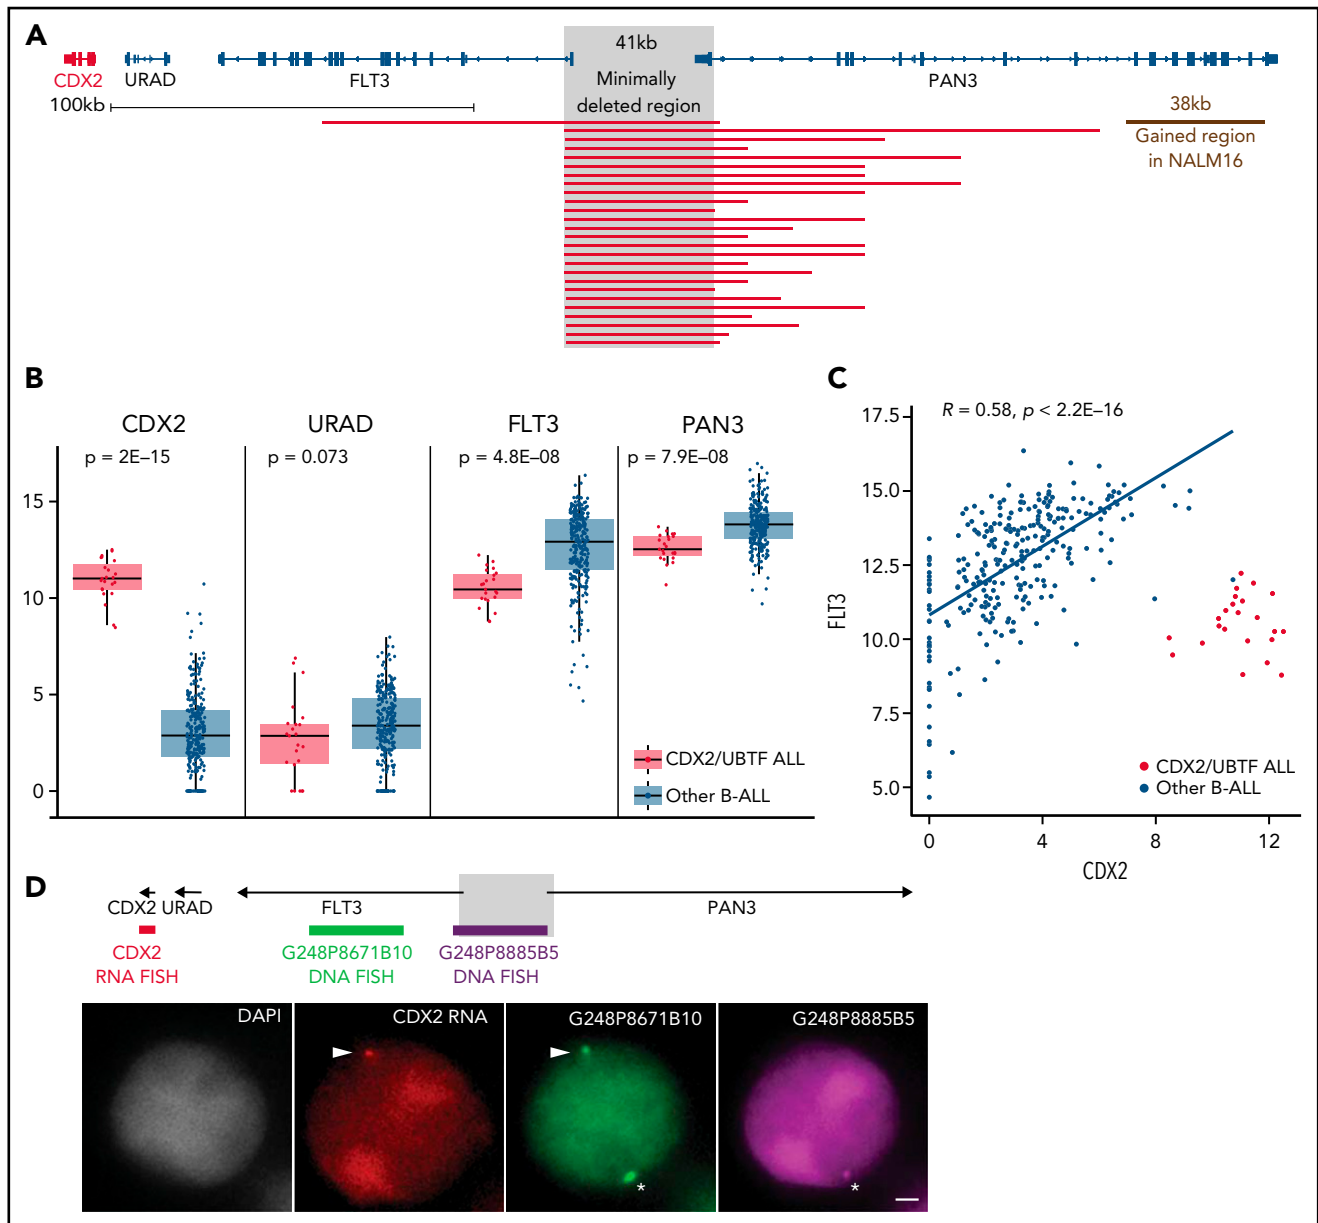 A
CDX2
URAD
FLT3
41kb
Minimally
deleted region
PAN3
100kb
38kb
Gained region
in NALM16
B
CDX2
URAD
FLT3
PAN3
p = 2E–15
p = 0.073
p = 4.8E–08
p = 7.9E–08
15
10
5
0
CDX2/UBTF ALL
Other B-ALL
C
R = 0.58, p < 2.2E–16
17.5
15.0
12.5
10.0
7.5
5.0
FLT3
CDX2/UBTF ALL
Other B-ALL
0 4 8 12
CDX2
D
CDX2 URAD FLT3 PAN3
CDX2
RNA FISH
G248P8671B10
DNA FISH
G248P8885B5
DNA FISH
DAPI
CDX2 RNA
G248P8671B10
G248P8885B5
*
*